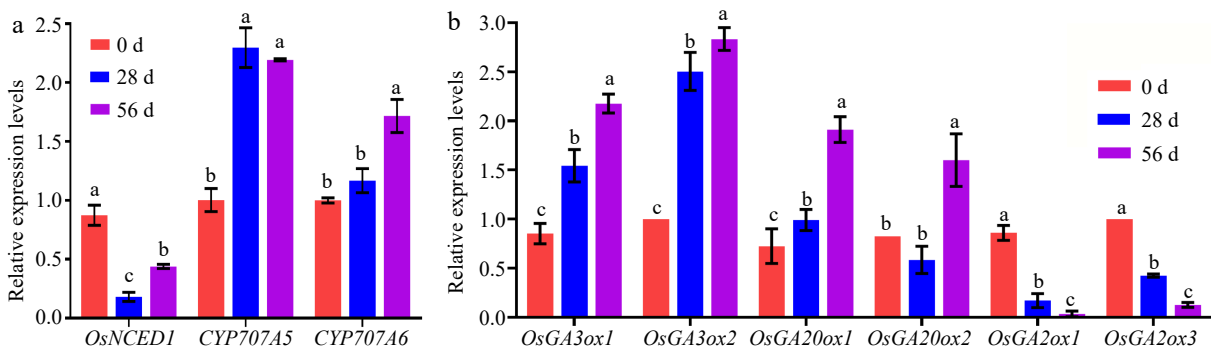 a
Relative expression levels
2.5
2.0
1.5
1.0
0.5
0.0
0 d
28 d
56 d
a c b
b a a
b b a
OsNCED1 CYP707A5 CYP707A6
b
Relative expression levels
3.0
2.5
2.0
1.5
1.0
0.5
0.0
0 d
28 d
56 d
c b a
c b a
c b a
b b a
a b c
a b c
OsGA3ox1 OsGA3ox2 OsGA20ox1 OsGA20ox2 OsGA2ox1 OsGA2ox3